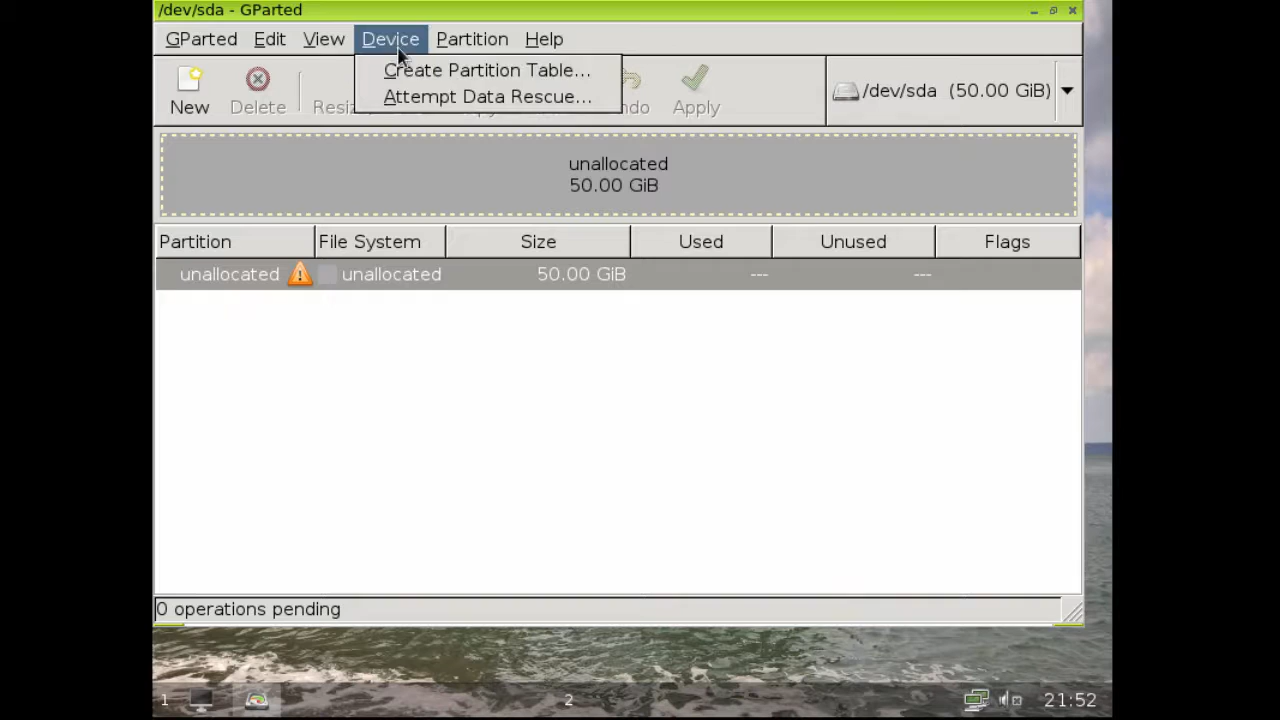 /dev/sda - GParted
GParted Edit View Device Partition Help
Create Partition Table...
Attempt Data Rescue...
New Delete Apply
/dev/sda (50.00 GiB)
unallocated
50.00 GiB
Partition File System Size Used Unused Flags
unallocated unallocated 50.00 GiB --- ---
0 operations pending
1 2 21:52